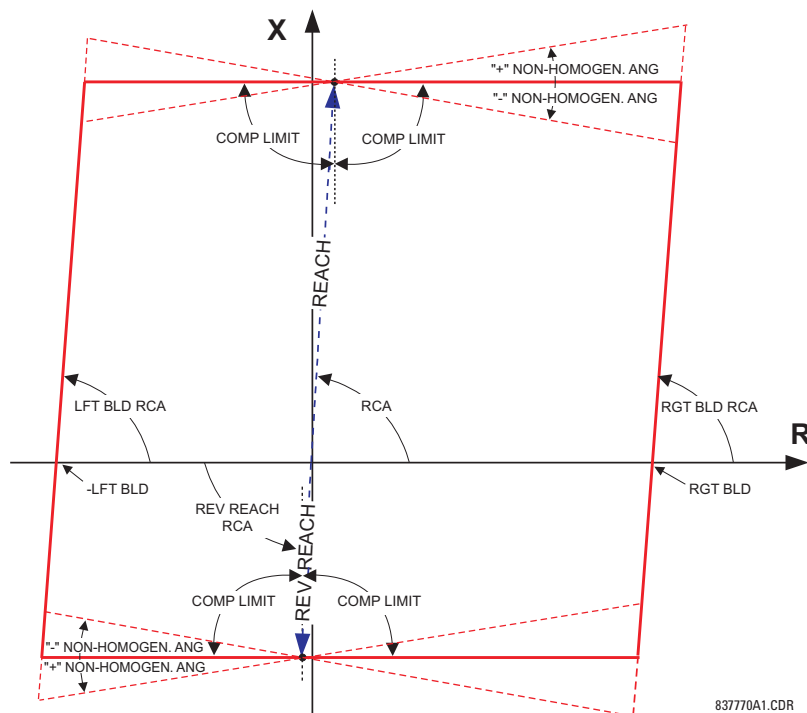 X
"+" NON-HOMOGEN. ANG
"-" NON-HOMOGEN. ANG
COMP LIMIT
COMP LIMIT
REACH
LFT BLD RCA
RCA
RGT BLD RCA
R
-LFT BLD
RGT BLD
REV REACH
RCA
REV REACH
COMP LIMIT
COMP LIMIT
"-" NON-HOMOGEN. ANG
"+" NON-HOMOGEN. ANG
837770A1.CDR